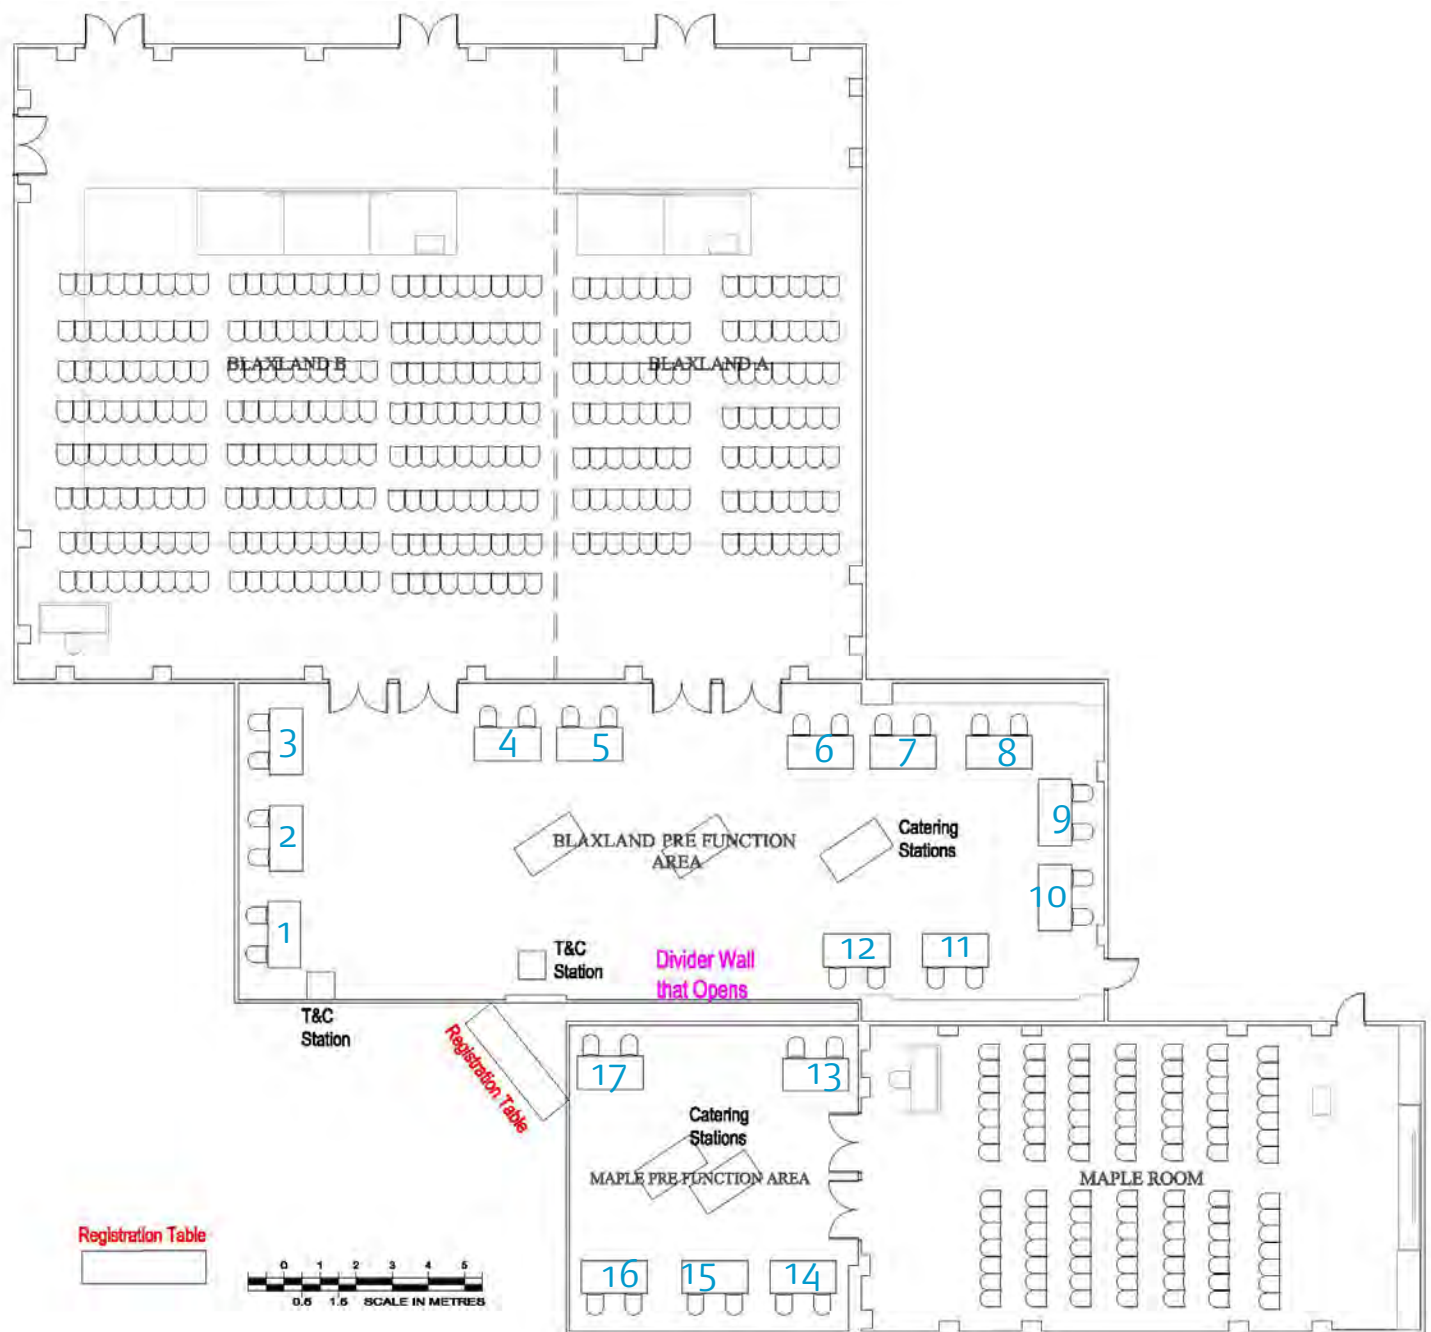 BLAXLAND B
BLAXLAND A
3
4
5
6
7
8
2
9
BLAXLAND PRE FUNCTION
AREA
Catering
Stations
10
1
12
11
T&C
Station
Divider Wall
that Opens
T&C
Station
Registration Table
17
13
Catering
Stations
MAPLE PRE FUNCTION AREA
MAPLE ROOM
Registration Table
16
15
14
0 1 2 3 4 5
0.5 1.5 SCALE IN METRES